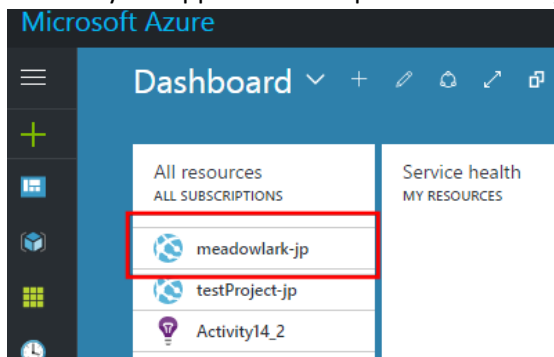 Microsoft Azure
Dashboard
All resources
ALL SUBSCRIPTIONS
meadowlark-jp
testProject-jp
Activity14_2
Service health
MY RESOURCES